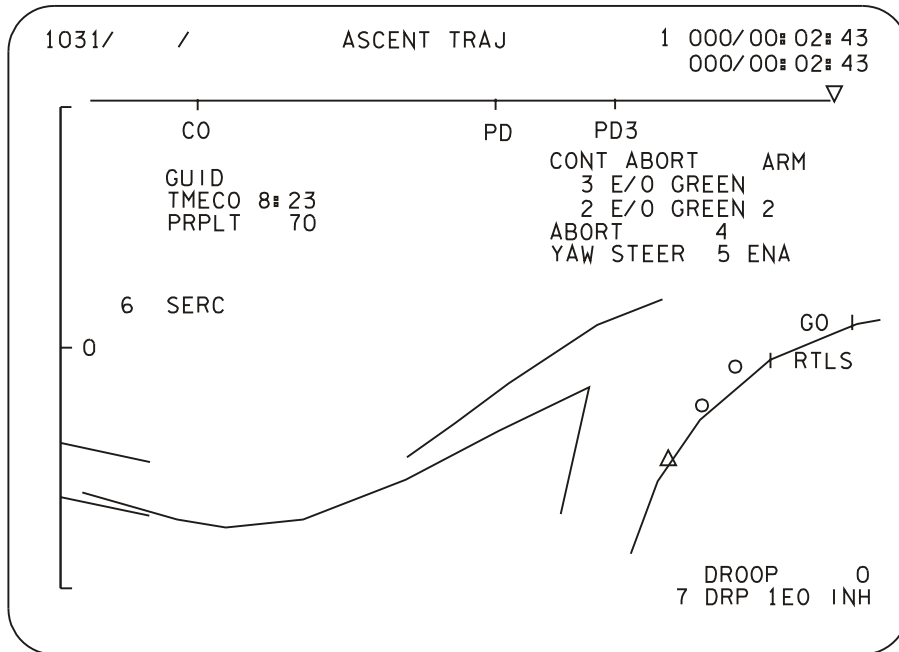 1031/ / ASCENT TRAJ 1 000/00:02:43
000/00:02:43
CO PD PD3
CONT ABORT ARM
GUID 3 E/O GREEN
TMECO 8:23 2 E/O GREEN 2
PRPLT 70 ABORT 4
YAW STEER 5 ENA
6 SERC
GO
0
RTLS
DROOP 0
7 DRP 1EO INH